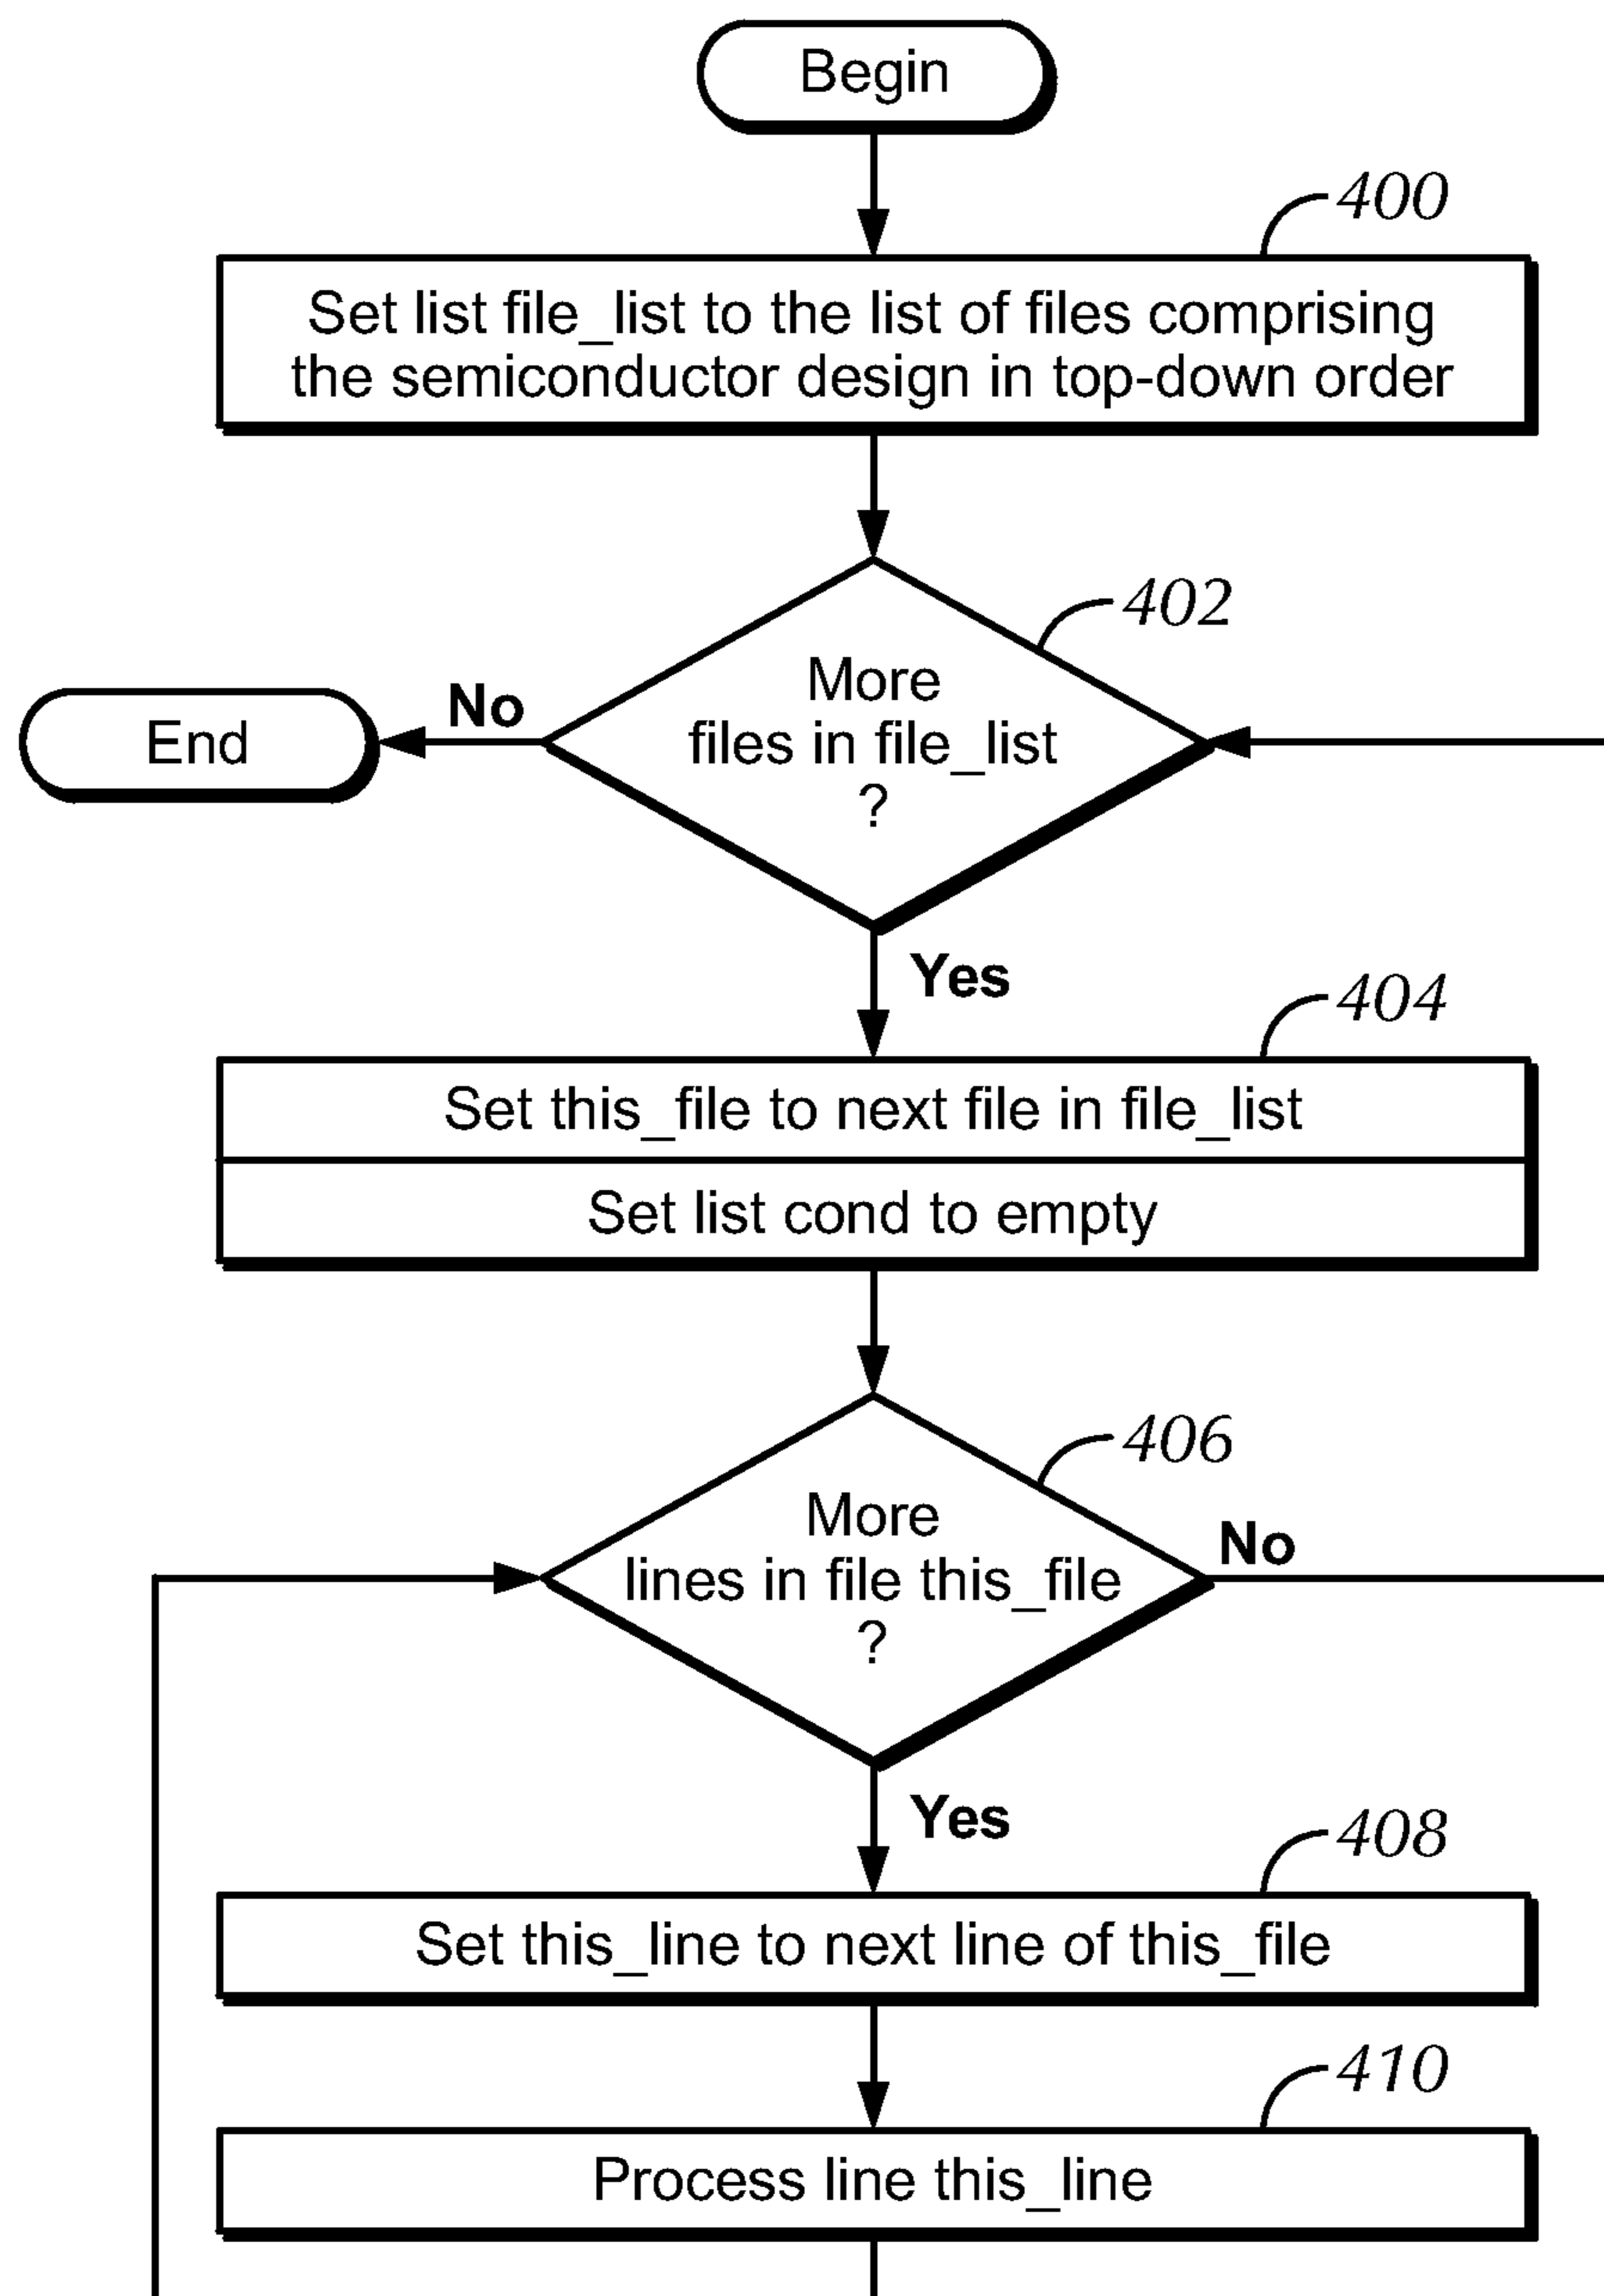 Begin
400
Set list file_list to the list of files comprising
the semiconductor design in top-down order
402
More
files in file_list
?
No
End
Yes
404
Set this_file to next file in file_list
Set list cond to empty
406
More
lines in file this_file
?
No
Yes
408
Set this_line to next line of this_file
410
Process line this_line